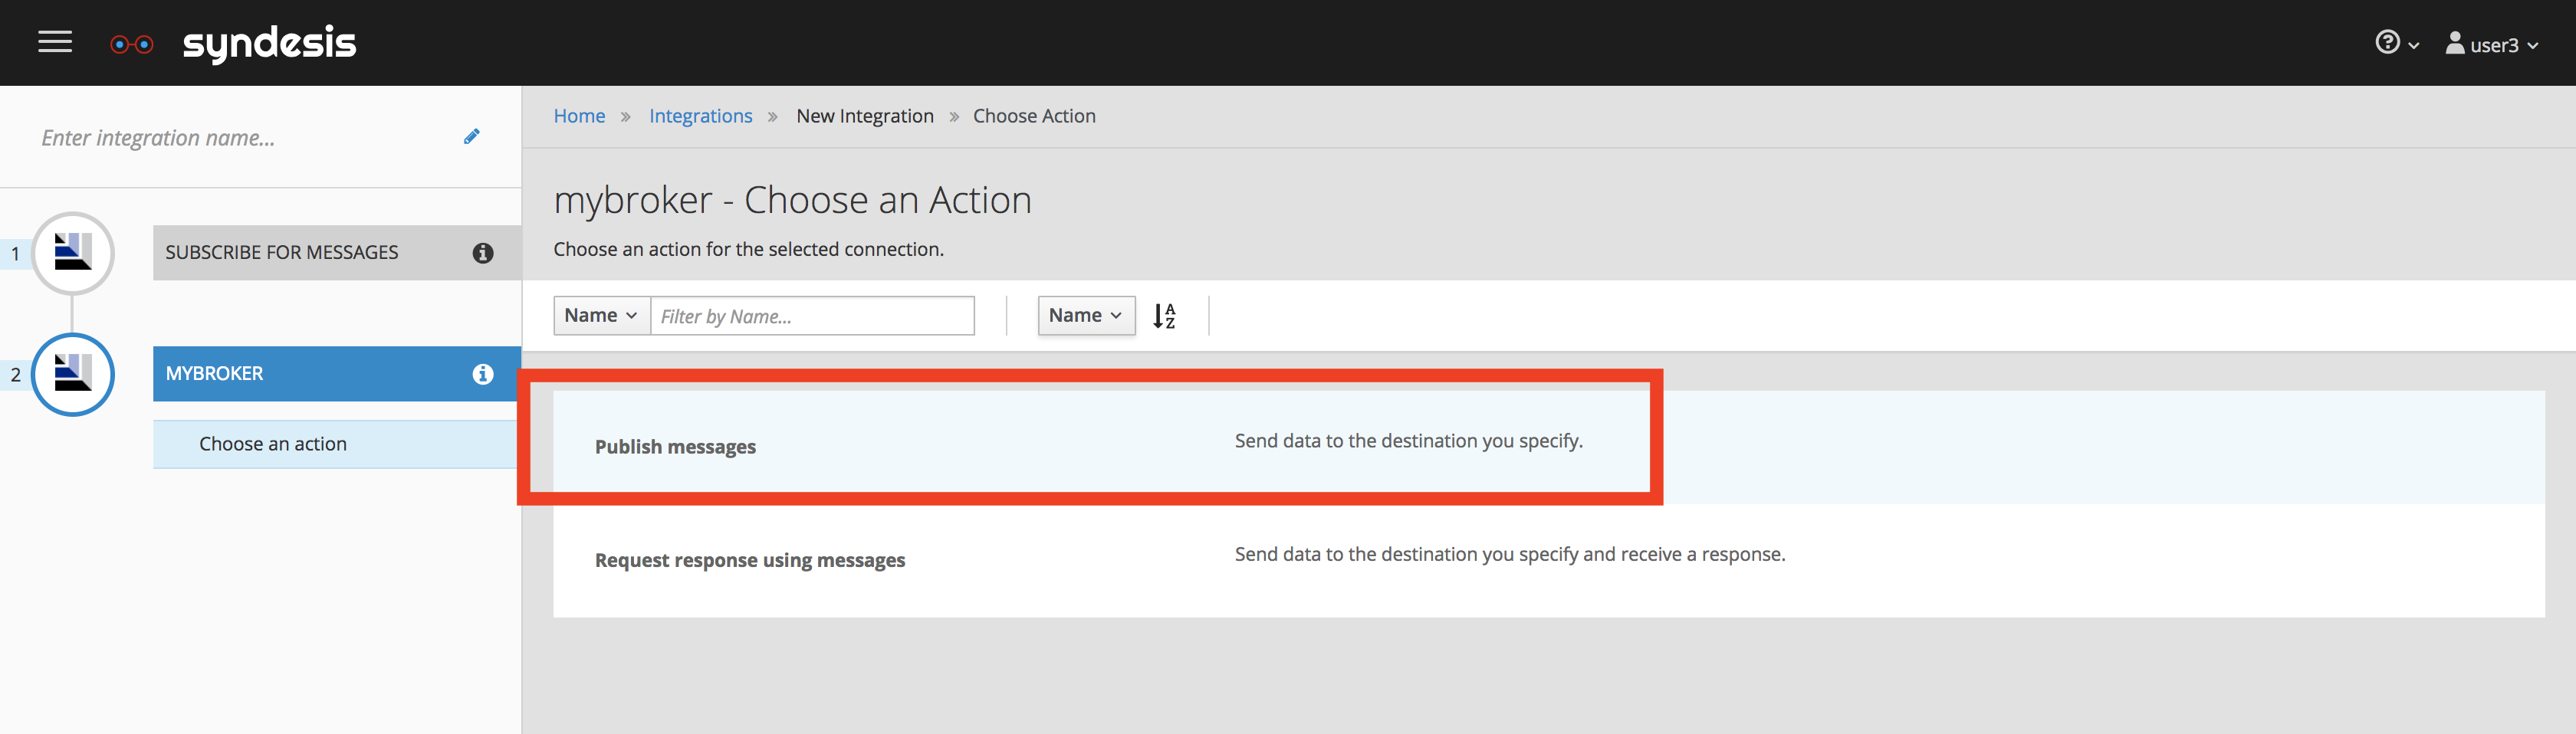 syndesis
user3
Enter integration name...
1
SUBSCRIBE FOR MESSAGES
2
MYBROKER
Choose an action
Home » Integrations » New Integration » Choose Action
mybroker - Choose an Action
Choose an action for the selected connection.
Name Filter by Name... Name AZ
Publish messages Send data to the destination you specify.
Request response using messages Send data to the destination you specify and receive a response.